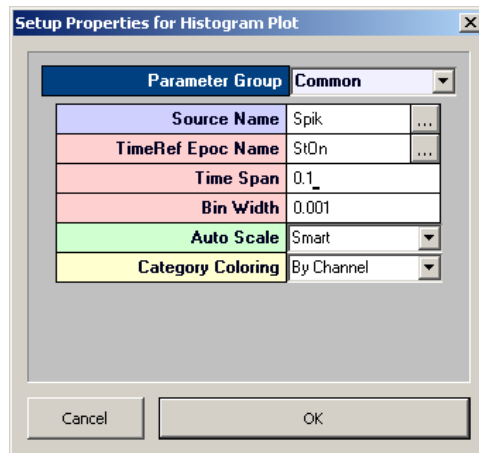 Setup Properties for Histogram Plot
Parameter Group Common
Source Name Spik ...
TimeRef Epoc Name StOn ...
Time Span 0.1
Bin Width 0.001
Auto Scale Smart
Category Coloring By Channel
Cancel OK